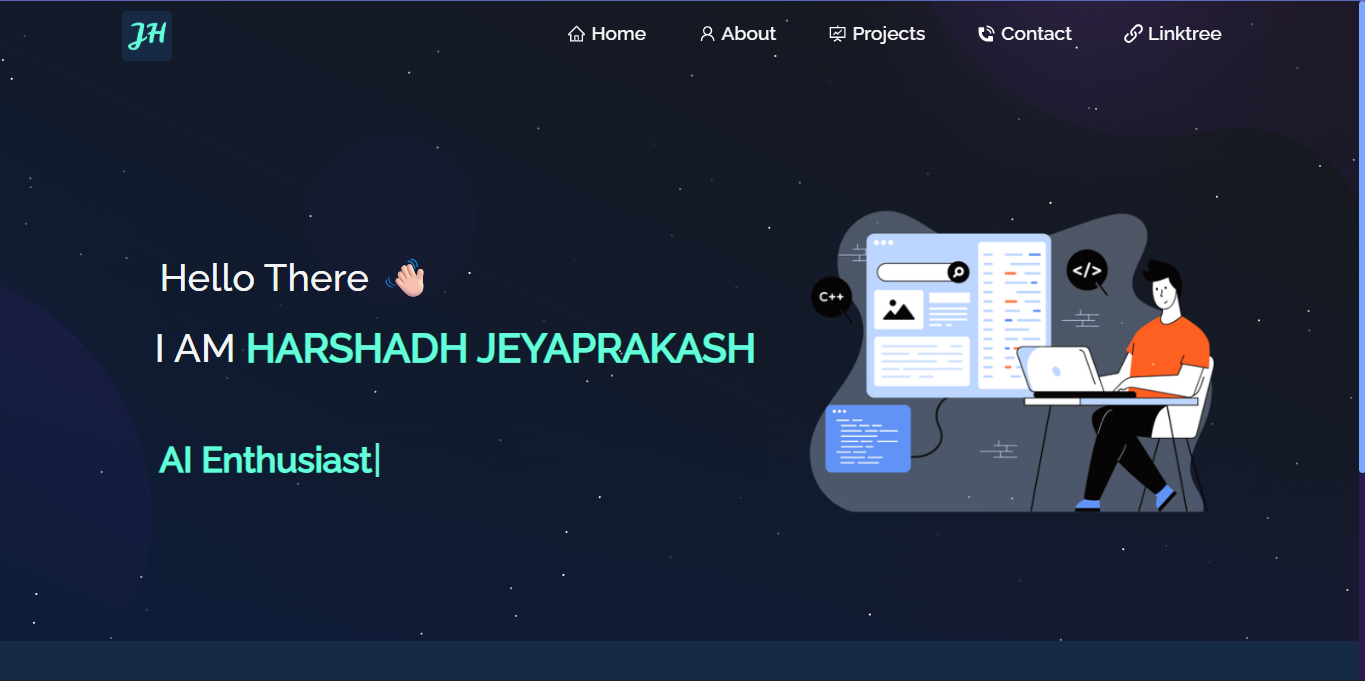 JH
Home
About
Projects
Contact
Linktree
Hello There 👋🏻
I AM HARSHADH JEYAPRAKASH
C++
</>
AI Enthusiast|